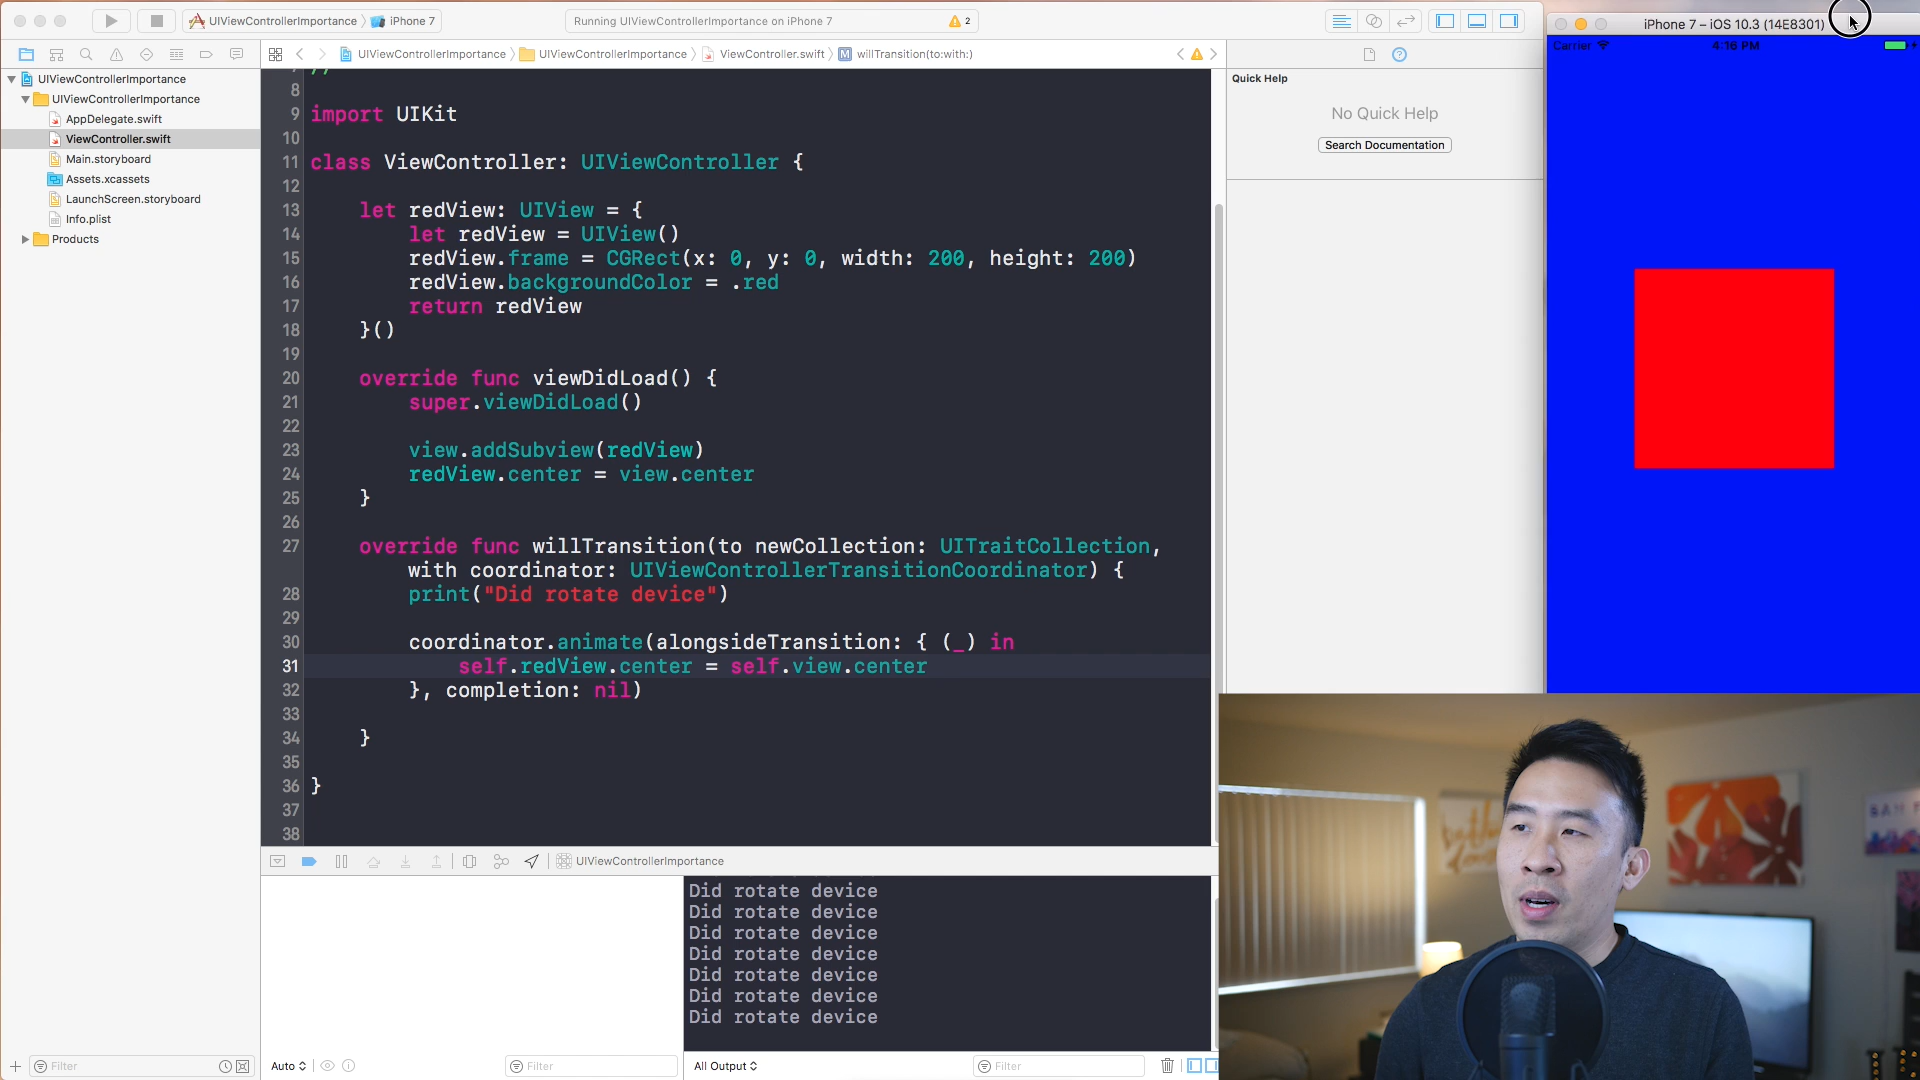 UIViewControllerImportance iPhone 7
Running UIViewControllerImportance on iPhone 7
2
iPhone 7 – iOS 10.3 (14E8301)
Carrier
4:16 PM
UIViewControllerImportance UIViewControllerImportance ViewController.swift M willTransition(to:with:)
UIViewControllerImportance
UIViewControllerImportance
AppDelegate.swift
ViewController.swift
Main.storyboard
Assets.xcassets
LaunchScreen.storyboard
Info.plist
Products
Filter
8
9 import UIKit
10
11 class ViewController: UIViewController {
12
13 let redView: UIView = {
14 let redView = UIView()
15 redView.frame = CGRect(x: 0, y: 0, width: 200, height: 200)
16 redView.backgroundColor = .red
17 return redView
18 }()
19
20 override func viewDidLoad() {
21 super.viewDidLoad()
22
23 view.addSubview(redView)
24 redView.center = view.center
25 }
26
27 override func willTransition(to newCollection: UITraitCollection,
with coordinator: UIViewControllerTransitionCoordinator) {
28 print("Did rotate device")
29
30 coordinator.animate(alongsideTransition: { (_) in
31 self.redView.center = self.view.center
32 }, completion: nil)
33
34 }
35
36 }
37
38
Quick Help
No Quick Help
Search Documentation
UIViewControllerImportance
Did rotate device
Did rotate device
Did rotate device
Did rotate device
Did rotate device
Did rotate device
Did rotate device
Auto
Filter
All Output
Filter